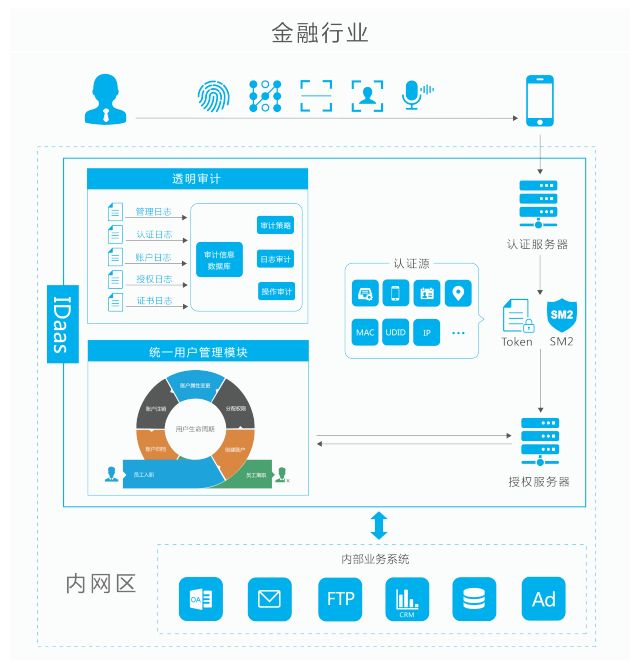 金融行业
透明审计
管理日志
认证日志
账户日志
授权日志
证书日志
审计信息
数据库
审计策略
日志审计
操作审计
IDaas
统一用户管理模块
账户属性变更
分配权限
创建账户
账户归档
账户注销
用户生命周期
员工入职
员工离职
认证源
MAC
UDID
IP
...
认证服务器
Token
SM2
SM2
授权服务器
内网区
内部业务系统
OA
FTP
CRM
Ad